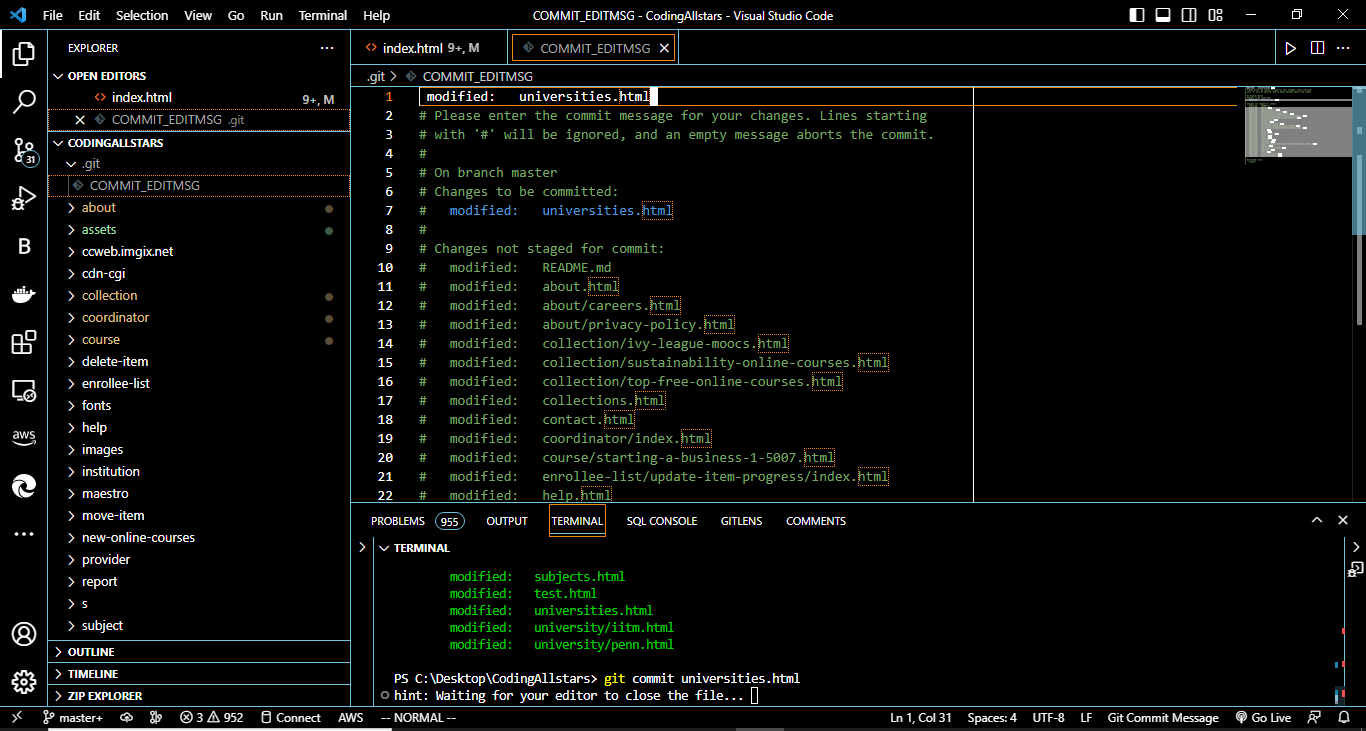 File Edit Selection View Go Run Terminal Help
COMMIT_EDITMSG - CodingAllstars - Visual Studio Code
EXPLORER
OPEN EDITORS
index.html 9+, M
COMMIT_EDITMSG .git
CODINGALLSTARS
.git
COMMIT_EDITMSG
about
assets
ccweb.imgix.net
cdn-cgi
collection
coordinator
course
delete-item
enrollee-list
fonts
help
images
institution
maestro
move-item
new-online-courses
provider
report
s
subject
OUTLINE
TIMELINE
ZIP EXPLORER
31
B
aws
index.html 9+, M
COMMIT_EDITMSG
.git > COMMIT_EDITMSG
1 modified:   universities.html
2 # Please enter the commit message for your changes. Lines starting
3 # with '#' will be ignored, and an empty message aborts the commit.
4 #
5 # On branch master
6 # Changes to be committed:
7 #   modified:   universities.html
8 #
9 # Changes not staged for commit:
10 #   modified:   README.md
11 #   modified:   about.html
12 #   modified:   about/careers.html
13 #   modified:   about/privacy-policy.html
14 #   modified:   collection/ivy-league-moocs.html
15 #   modified:   collection/sustainability-online-courses.html
16 #   modified:   collection/top-free-online-courses.html
17 #   modified:   collections.html
18 #   modified:   contact.html
19 #   modified:   coordinator/index.html
20 #   modified:   course/starting-a-business-1-5007.html
21 #   modified:   enrollee-list/update-item-progress/index.html
22 #   modified:   help.html
PROBLEMS 955 OUTPUT TERMINAL SQL CONSOLE GITLENS COMMENTS
TERMINAL
modified:   subjects.html
modified:   test.html
modified:   universities.html
modified:   university/iitm.html
modified:   university/penn.html
PS C:\Desktop\CodingAllstars> git commit universities.html
hint: Waiting for your editor to close the file...
master+ 3 952 Connect AWS -- NORMAL -- Ln 1, Col 31 Spaces: 4 UTF-8 LF Git Commit Message Go Live